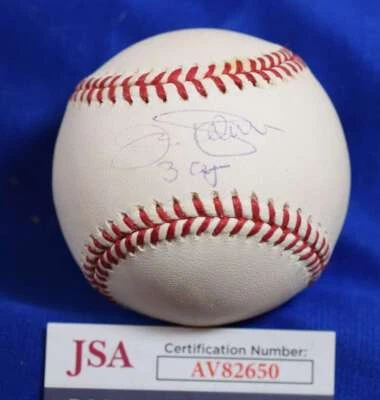 3 Cy
JSA
Certification Number:
AV82650